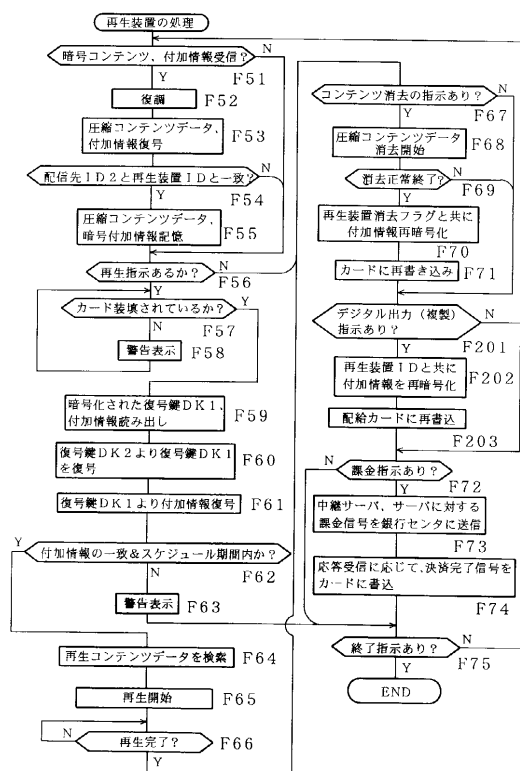 再生装置の処理
暗号コンテンツ、付加情報受信？
N
F51
Y
復調
F52
圧縮コンテンツデータ、
付加情報復号
F53
配信先ID2と再生装置IDと一致？
N
F54
Y
圧縮コンテンツデータ、
暗号付加情報記憶
F55
再生指示あるか？
N
F56
Y
カード装填されているか？
Y
F57
N
警告表示
F58
暗号化された復号鍵DK1、
付加情報読み出し
F59
復号鍵DK2より復号鍵DK1
を復号
F60
復号鍵DK1より付加情報復号
F61
Y
付加情報の一致＆スケジュール期間内か？
F62
N
警告表示
F63
再生コンテンツデータを検索
F64
再生開始
F65
N
再生完了？
F66
Y
コンテンツ消去の指示あり？
N
F67
Y
圧縮コンテンツデータ
消去開始
F68
消去正常終了？
N
F69
Y
再生装置消去フラグと共に
付加情報再暗号化
F70
カードに再書き込み
F71
デジタル出力（複製）
指示あり？
N
F201
Y
再生装置IDと共に
付加情報を再暗号化
F202
配給カードに再書込
F203
N
課金指示あり？
F72
Y
中継サーバ、サーバに対する
課金信号を銀行センタに送信
F73
応答受信に応じて、決済完了信号を
カードに書込
F74
終了指示あり？
N
F75
Y
END